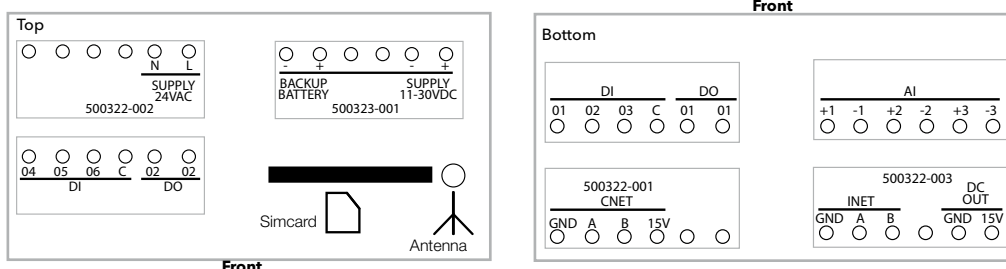 Top
N L
SUPPLY
24VAC
500322-002
- + - +
BACKUP
BATTERY
SUPPLY
11-30VDC
500323-001
04 05 06 C 02 02
DI DO
Simcard
Antenna
Front
Front
Bottom
DI DO
01 02 03 C 01 01
AI
+1 -1 +2 -2 +3 -3
500322-001
CNET
GND A B 15V
500322-003
INET
DC
OUT
GND A B GND 15V